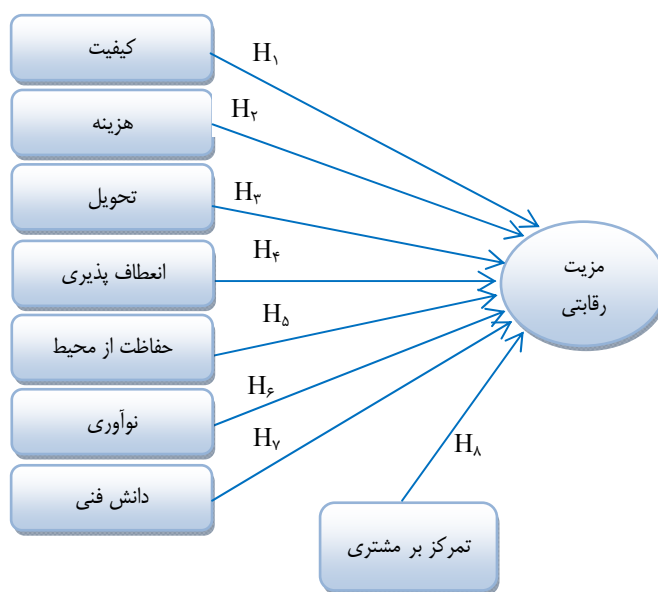 کیفیت
H۱
هزینه
H۲
تحویل
H۳
انعطاف پذیری
H۴
حفاظت از محیط
H۵
نوآوری
H۶
دانش فنی
H۷
تمرکز بر مشتری
H۸
مزیت
رقابتی